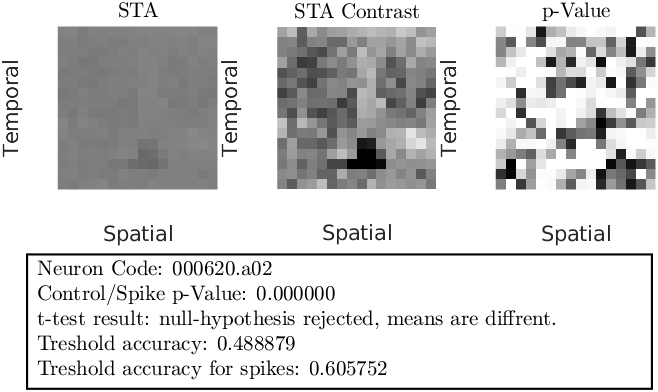 STA
STA Contrast
p-Value
Temporal
Temporal
Temporal
Spatial
Spatial
Spatial
Neuron Code: 000620.a02
Control/Spike p-Value: 0.000000
t-test result: null-hypothesis rejected, means are diffrent.
Treshold accuracy: 0.488879
Treshold accuracy for spikes: 0.605752